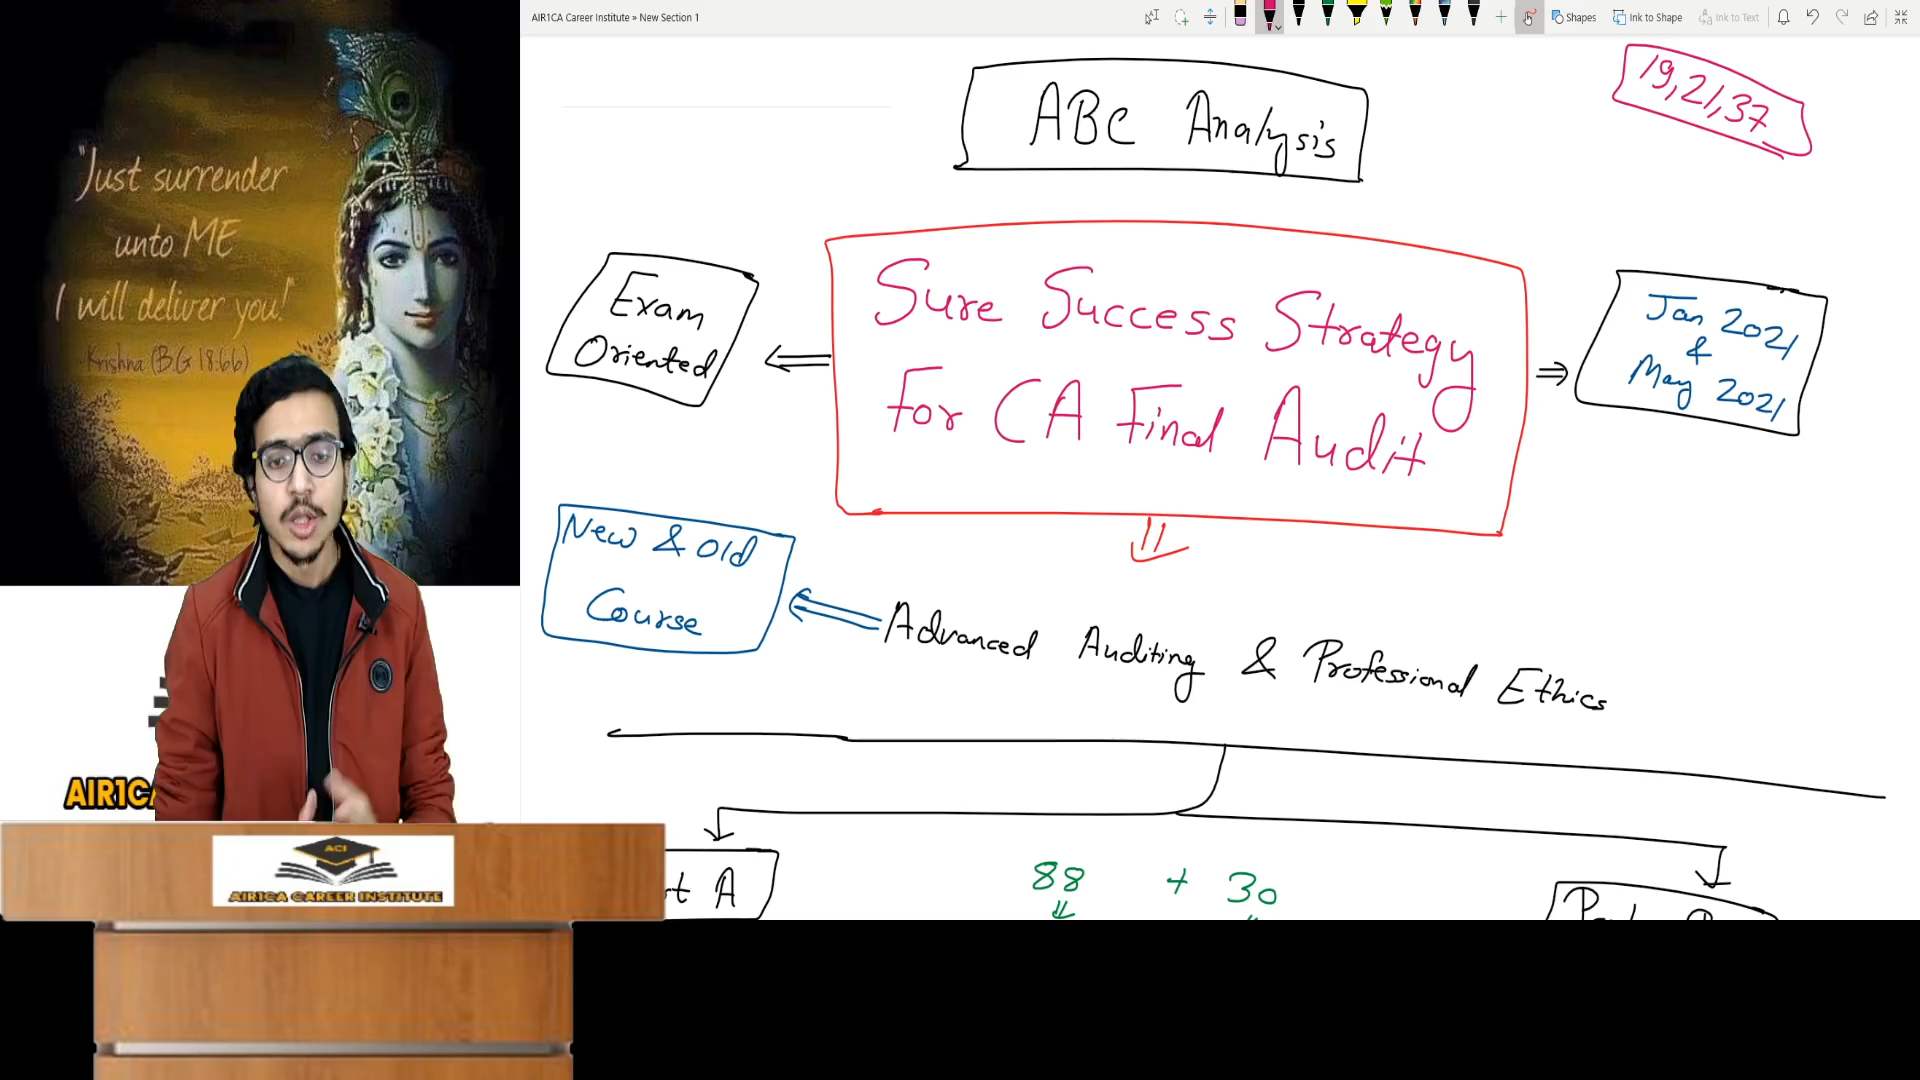 AIR1CA Career Institute » New Section 1
Shapes
Ink to Shape
Ink to Text
"Just surrender
unto ME
I will deliver you!"
-Krishna (B.G 18:66)
ABC Analysis
19,21,37
Exam
Oriented
Sure Success Strategy
For CA Final Audit
Jan 2021
&
May 2021
New & Old
Course
Advanced Auditing & Professional Ethics
AIR1CA
ACI
AIR1CA CAREER INSTITUTE
rt A
88 + 30